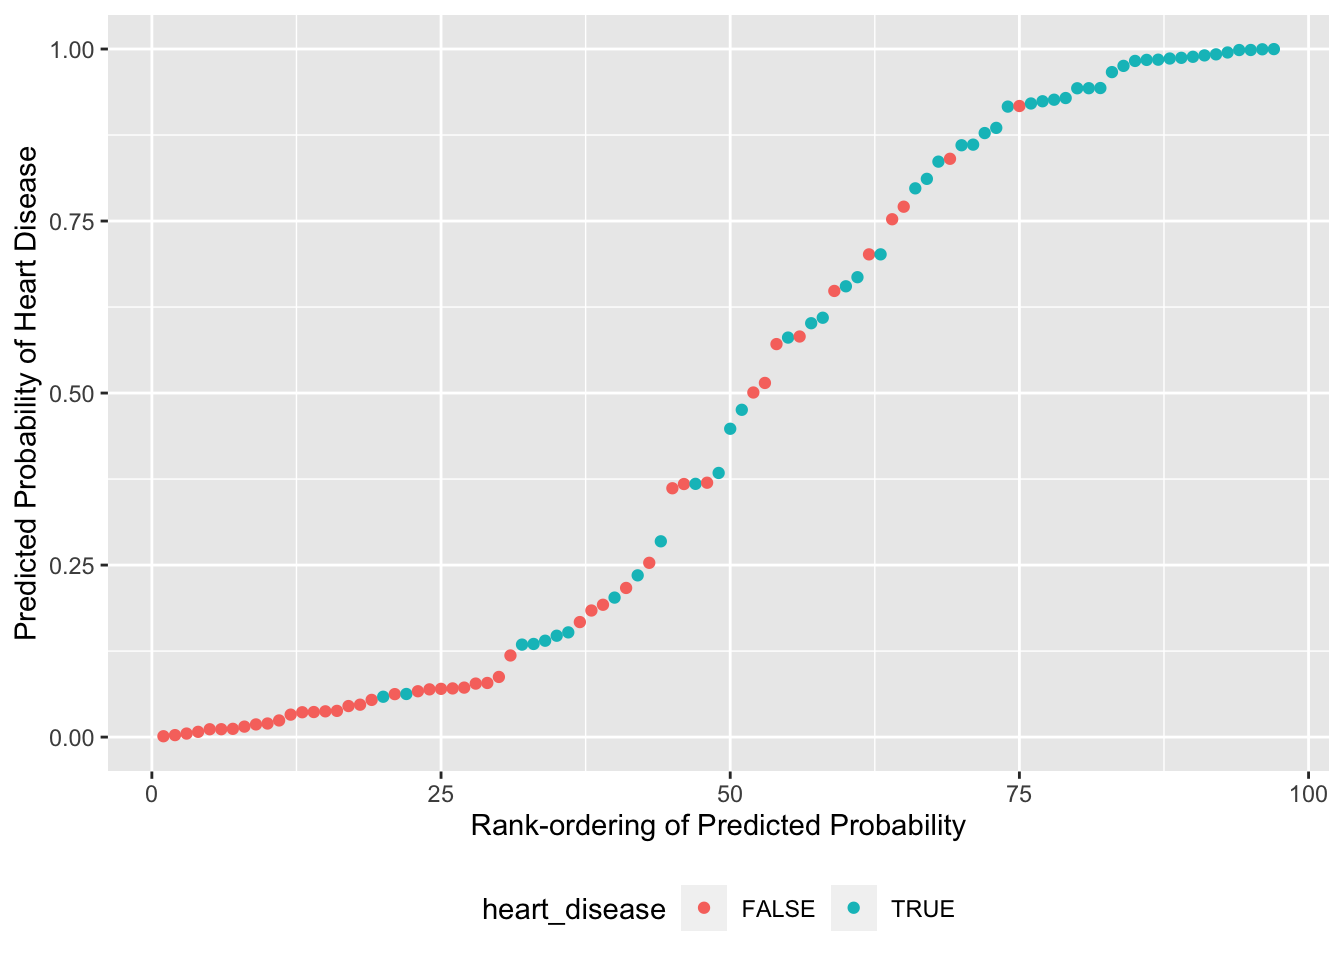 Predicted Probability of Heart Disease
1.00
0.75
0.50
0.25
0.00
0 25 50 75 100
Rank-ordering of Predicted Probability
heart_disease FALSE TRUE